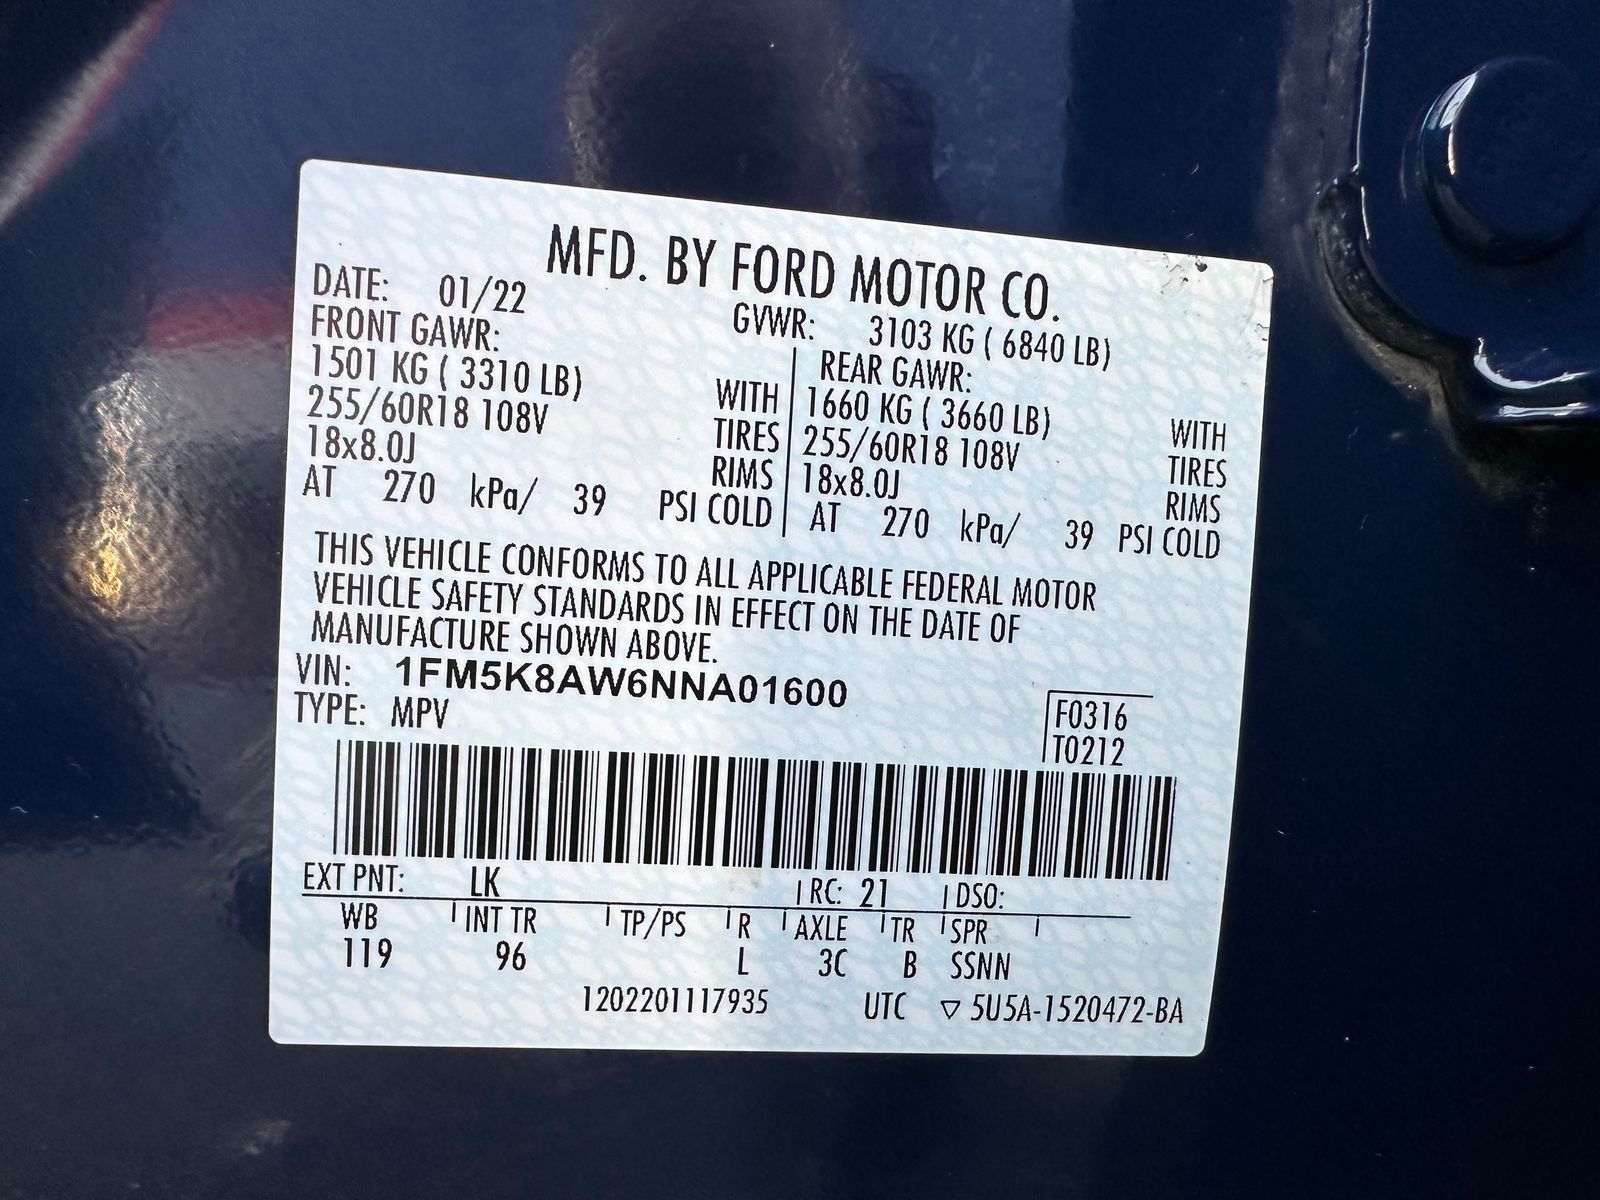 MFD. BY FORD MOTOR CO.
DATE: 01/22 GVWR: 3103 KG ( 6840 LB)
FRONT GAWR: REAR GAWR:
1501 KG ( 3310 LB) WITH 1660 KG ( 3660 LB) WITH
255/60R18 108V TIRES 255/60R18 108V TIRES
18x8.0J RIMS 18x8.0J RIMS
AT 270 kPa/ 39 PSI COLD AT 270 kPa/ 39 PSI COLD
THIS VEHICLE CONFORMS TO ALL APPLICABLE FEDERAL MOTOR
VEHICLE SAFETY STANDARDS IN EFFECT ON THE DATE OF
MANUFACTURE SHOWN ABOVE.
VIN: 1FM5K8AW6NNA01600
TYPE: MPV
F0316
T0212
EXT PNT: LK RC: 21 DSO:
WB INT TR TP/PS R AXLE TR SPR
119 96 L 3C B SSNN
1202201117935 UTC ▽ 5U5A-1520472-BA